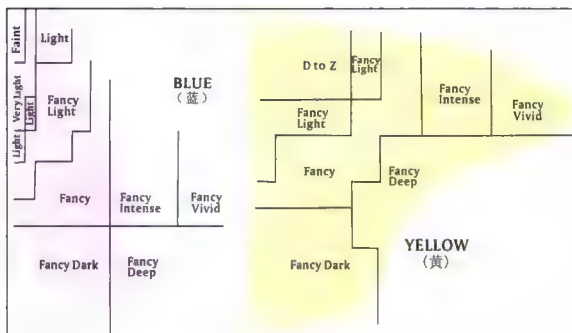 Faint
Light
Very Light
Light
Light
Fancy
Light
Fancy
Fancy
Intense
Fancy
Vivid
Fancy Dark
Fancy
Deep
BLUE
(蓝)
D to Z
Fancy
Light
Fancy
Light
Fancy
Intense
Fancy
Vivid
Fancy
Fancy
Deep
Fancy Dark
YELLOW
(黄)